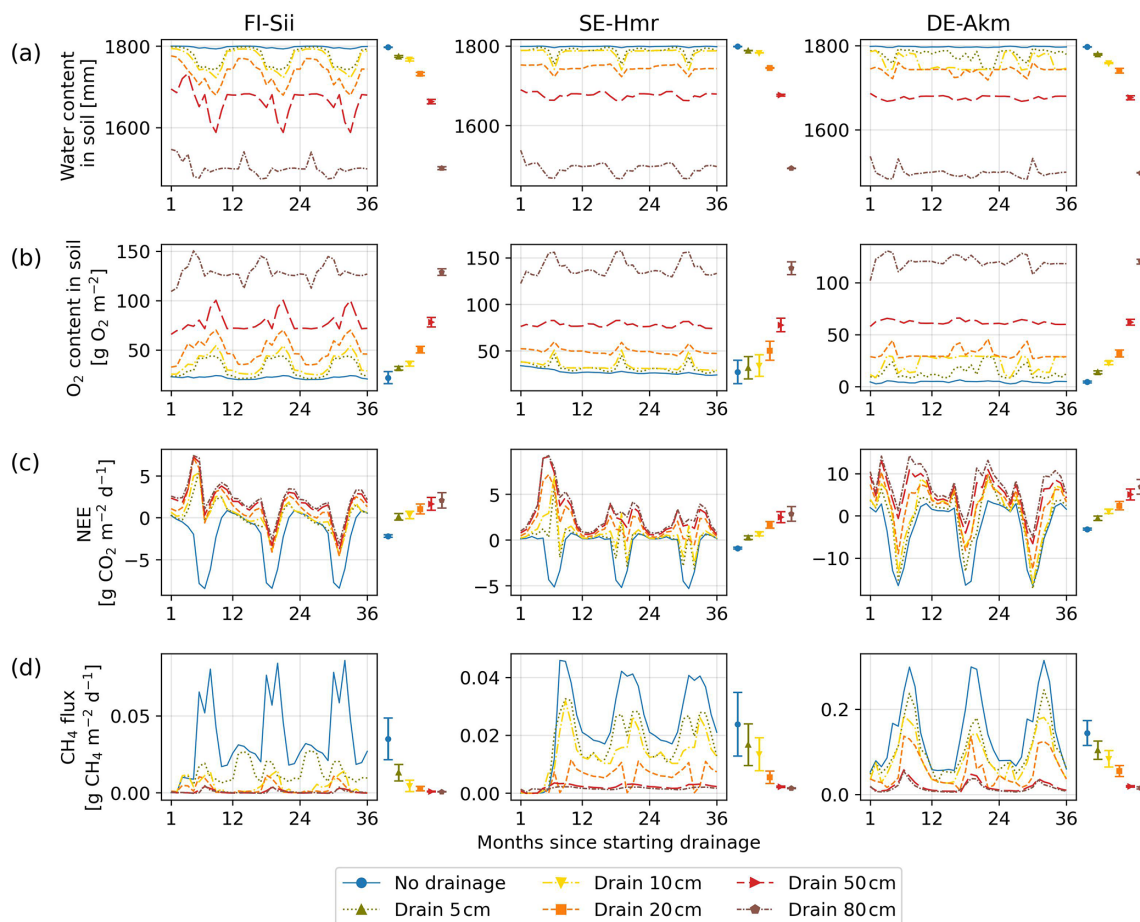 FI-Sii SE-Hmr DE-Akm
(a)
Water content
in soil [mm]
1800
1600
1 12 24 36
1800
1600
1 12 24 36
1800
1600
1 12 24 36
(b)
O₂ content in soil
[g O₂ m⁻²]
150
100
50
1 12 24 36
150
100
50
1 12 24 36
100
50
0
1 12 24 36
(c)
NEE
[g CO₂ m⁻² d⁻¹]
5
0
−5
1 12 24 36
5
0
−5
1 12 24 36
10
0
−10
1 12 24 36
(d)
CH₄ flux
[g CH₄ m⁻² d⁻¹]
0.05
0.00
1 12 24 36
0.04
0.02
0.00
1 12 24 36
0.2
0.0
1 12 24 36
Months since starting drainage
No drainage Drain 10 cm Drain 50 cm
Drain 5 cm Drain 20 cm Drain 80 cm